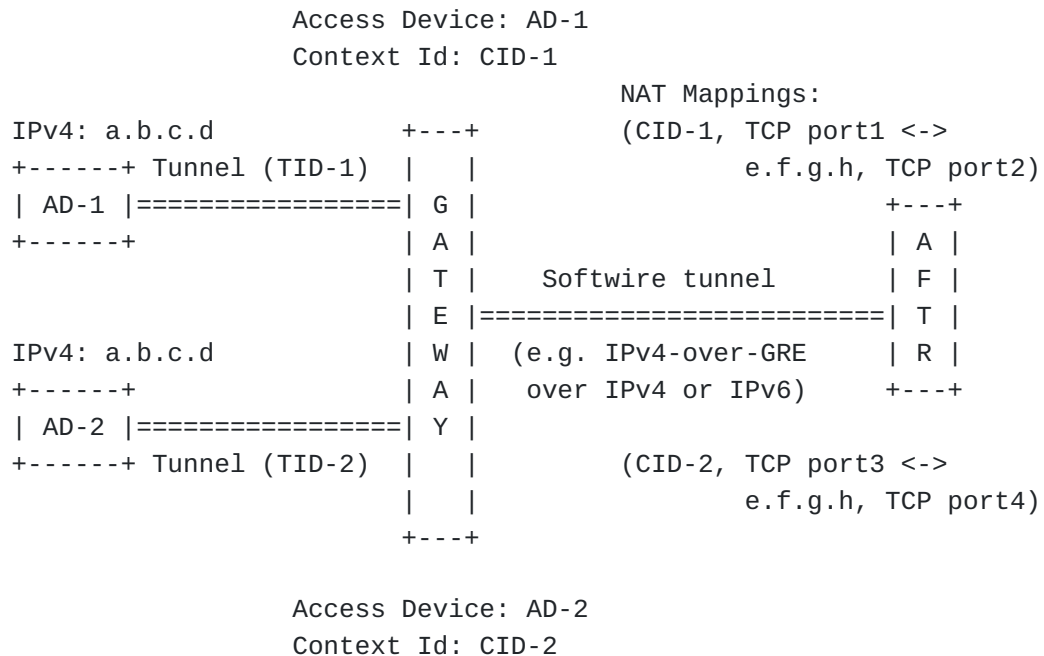 Access Device: AD-1
Context Id: CID-1
NAT Mappings:
IPv4: a.b.c.d +---+ (CID-1, TCP port1 <->
+------+ Tunnel (TID-1) | | e.f.g.h, TCP port2)
| AD-1 |=================| G | +---+
+------+ | A | | A |
| T | Softwire tunnel | F |
| E |==========================| T |
IPv4: a.b.c.d | W | (e.g. IPv4-over-GRE | R |
+------+ | A | over IPv4 or IPv6) +---+
| AD-2 |=================| Y |
+------+ Tunnel (TID-2) | | (CID-2, TCP port3 <->
| | e.f.g.h, TCP port4)
+---+
Access Device: AD-2
Context Id: CID-2